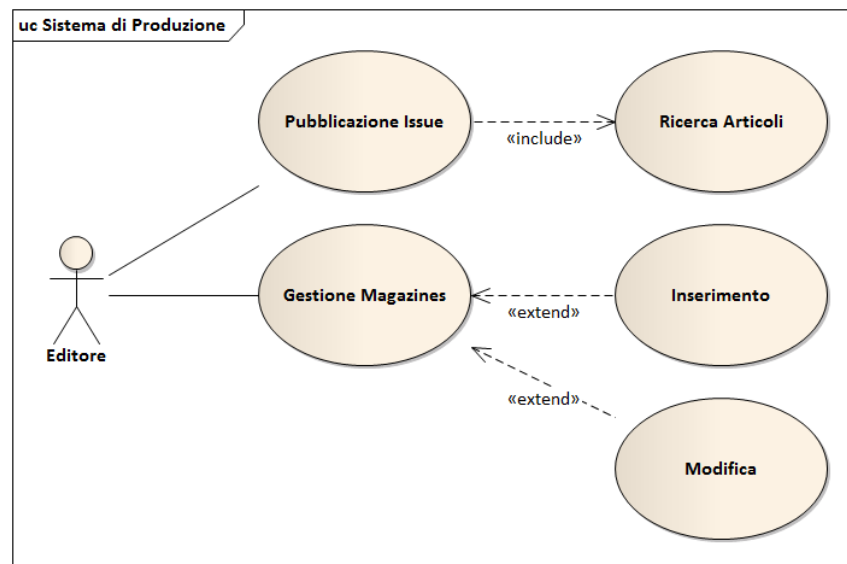 uc Sistema di Produzione
Pubblicazione Issue
«include»
Ricerca Articoli
Editore
Gestione Magazines
«extend»
Inserimento
«extend»
Modifica